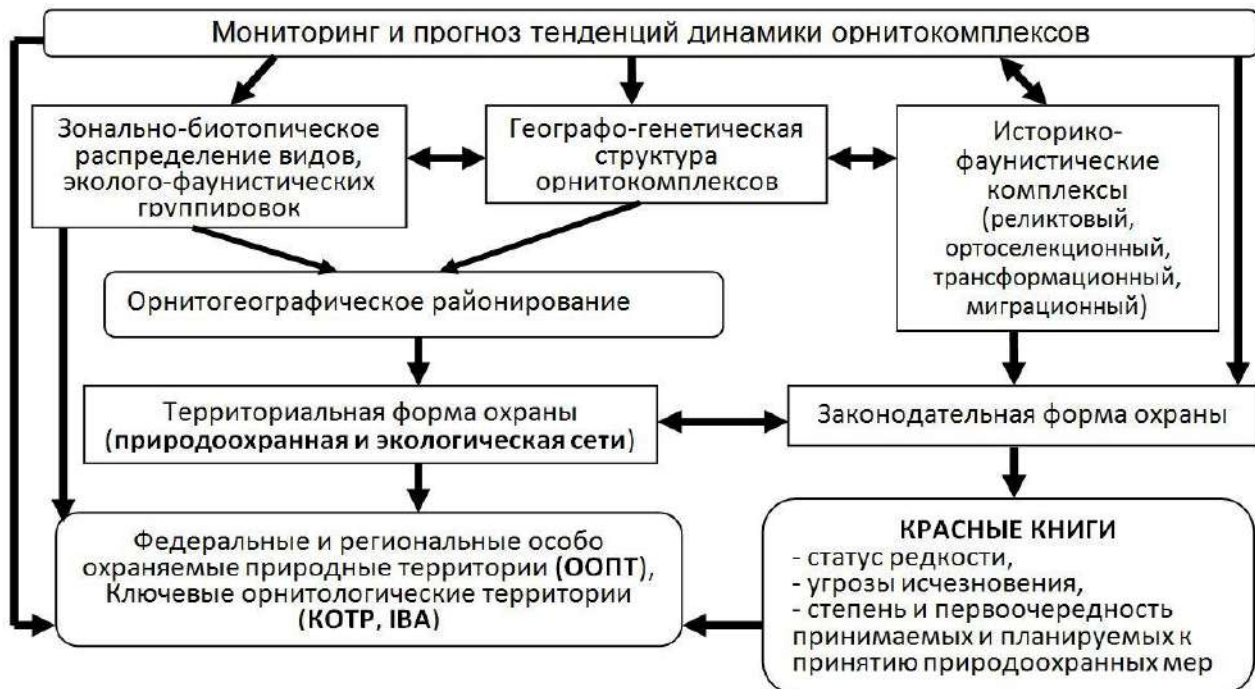 Мониторинг и прогноз тенденций динамики орнитокомплексов
Зонально-биотопическое
распределение видов,
эколого-фаунистических
группировок
Географо-генетическая
структура
орнитокомплексов
Историко-
фаунистические
комплексы
(реликтовый,
ортоселекционный,
трансформационный,
миграционный)
Орнитогеографическое районирование
Территориальная форма охраны
(природоохранная и экологическая сети)
Законодательная форма охраны
Федеральные и региональные особо
охраняемые природные территории (ООПТ),
Ключевые орнитологические территории
(КОТР, IBA)
КРАСНЫЕ КНИГИ
- статус редкости,
- угрозы исчезновения,
- степень и первоочередность
принимаемых и планируемых к
принятию природоохранных мер